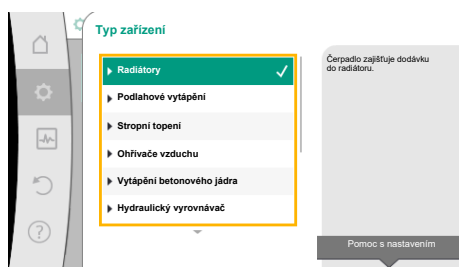 Typ zařízení
Radiátory
Podlahové vytápění
Stropní topení
Ohřívače vzduchu
Vytápění betonového jádra
Hydraulický vyrovnávač
Čerpadlo zajišťuje dodávku
do radiátoru.
Pomoc s nastavením